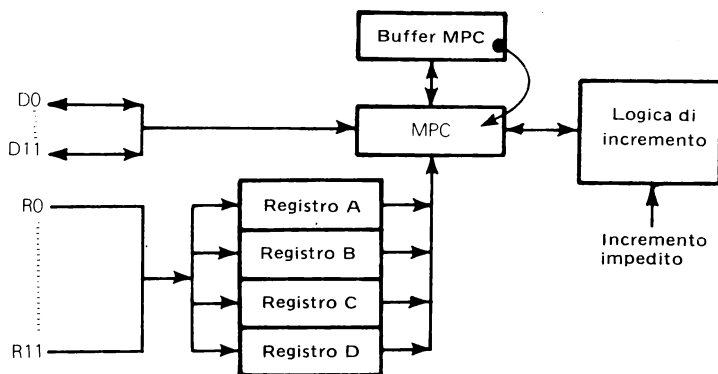 Buffer MPC
D0
D11
MPC
Logica di
incremento
R0
R11
Registro A
Registro B
Registro C
Registro D
Incremento
impedito